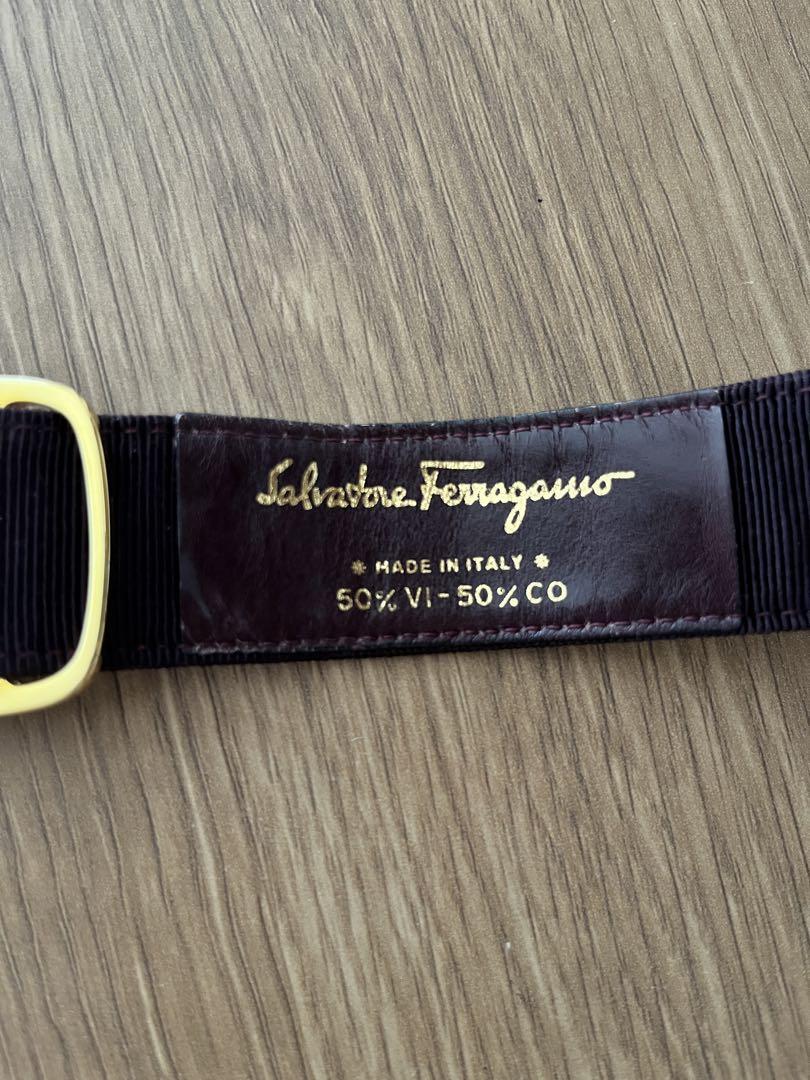 Salvatore Ferragamo
* MADE IN ITALY *
50% VI - 50% CO